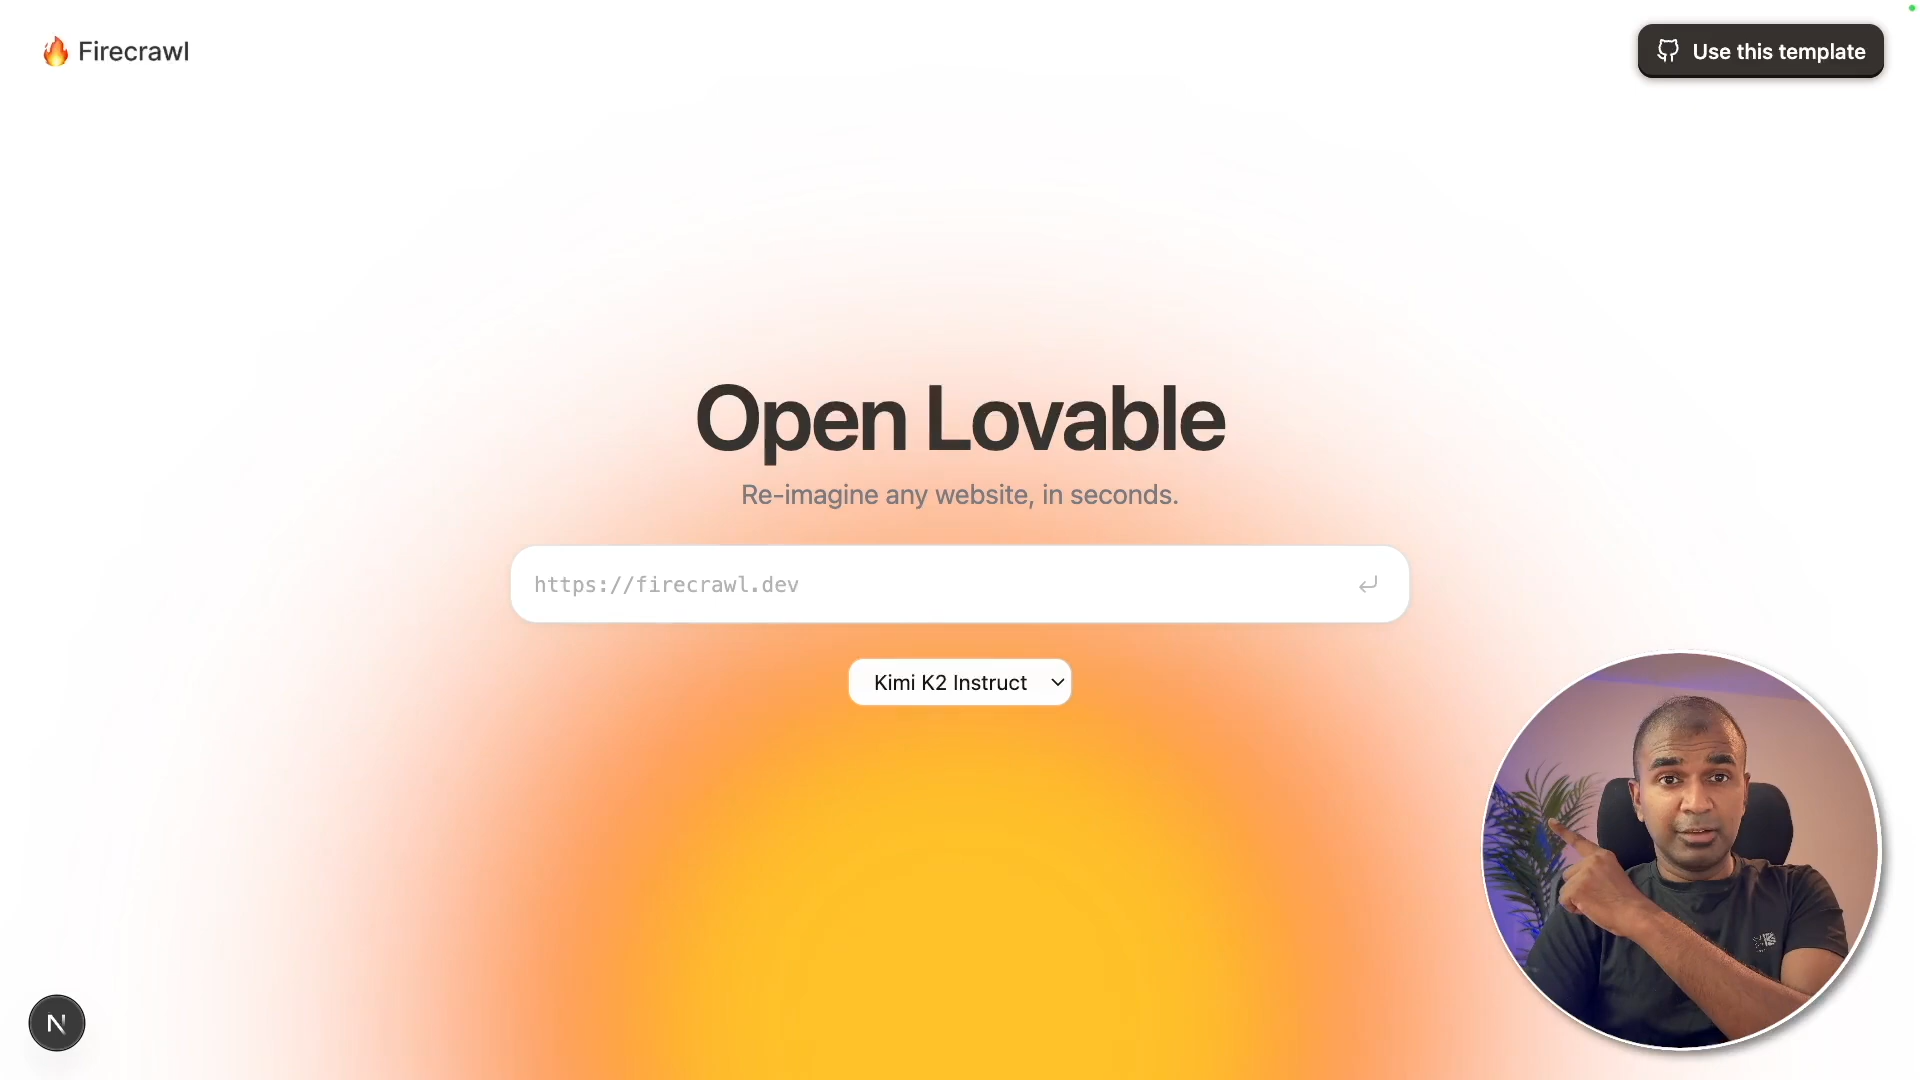 Firecrawl
Use this template
Open Lovable
Re-imagine any website, in seconds.
https://firecrawl.dev
Kimi K2 Instruct
N